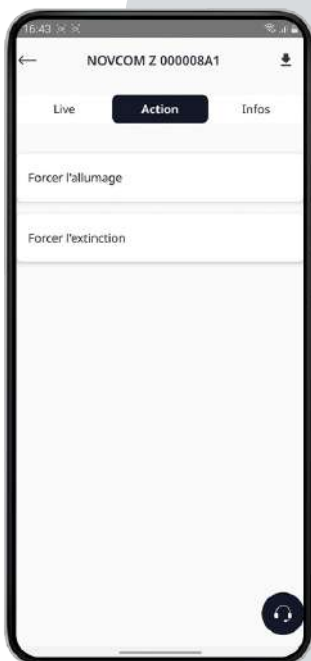 16:43
NOVCOM Z 000008A1
Live Action Infos
Forcer l'allumage
Forcer l'extinction